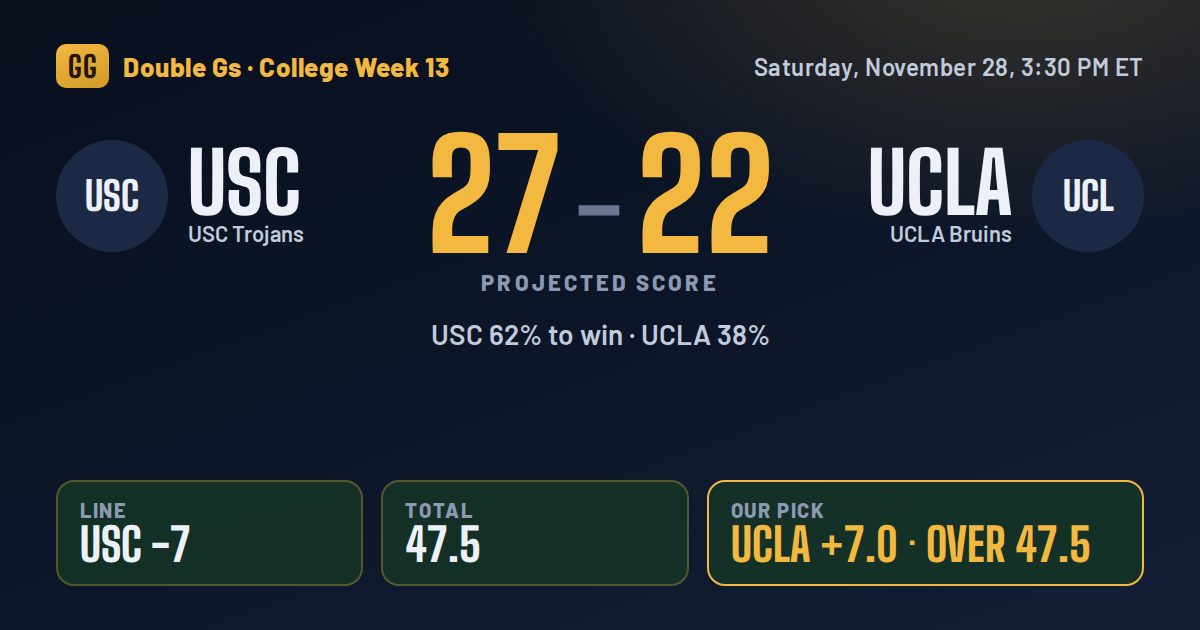 GG Double Gs · College Week 13
Saturday, November 28, 3:30 PM ET
USC
USC
USC Trojans
27 – 22
PROJECTED SCORE
USC 62% to win · UCLA 38%
UCLA
UCLA Bruins
UCL
LINE
USC -7
TOTAL
47.5
OUR PICK
UCLA +7.0 · OVER 47.5